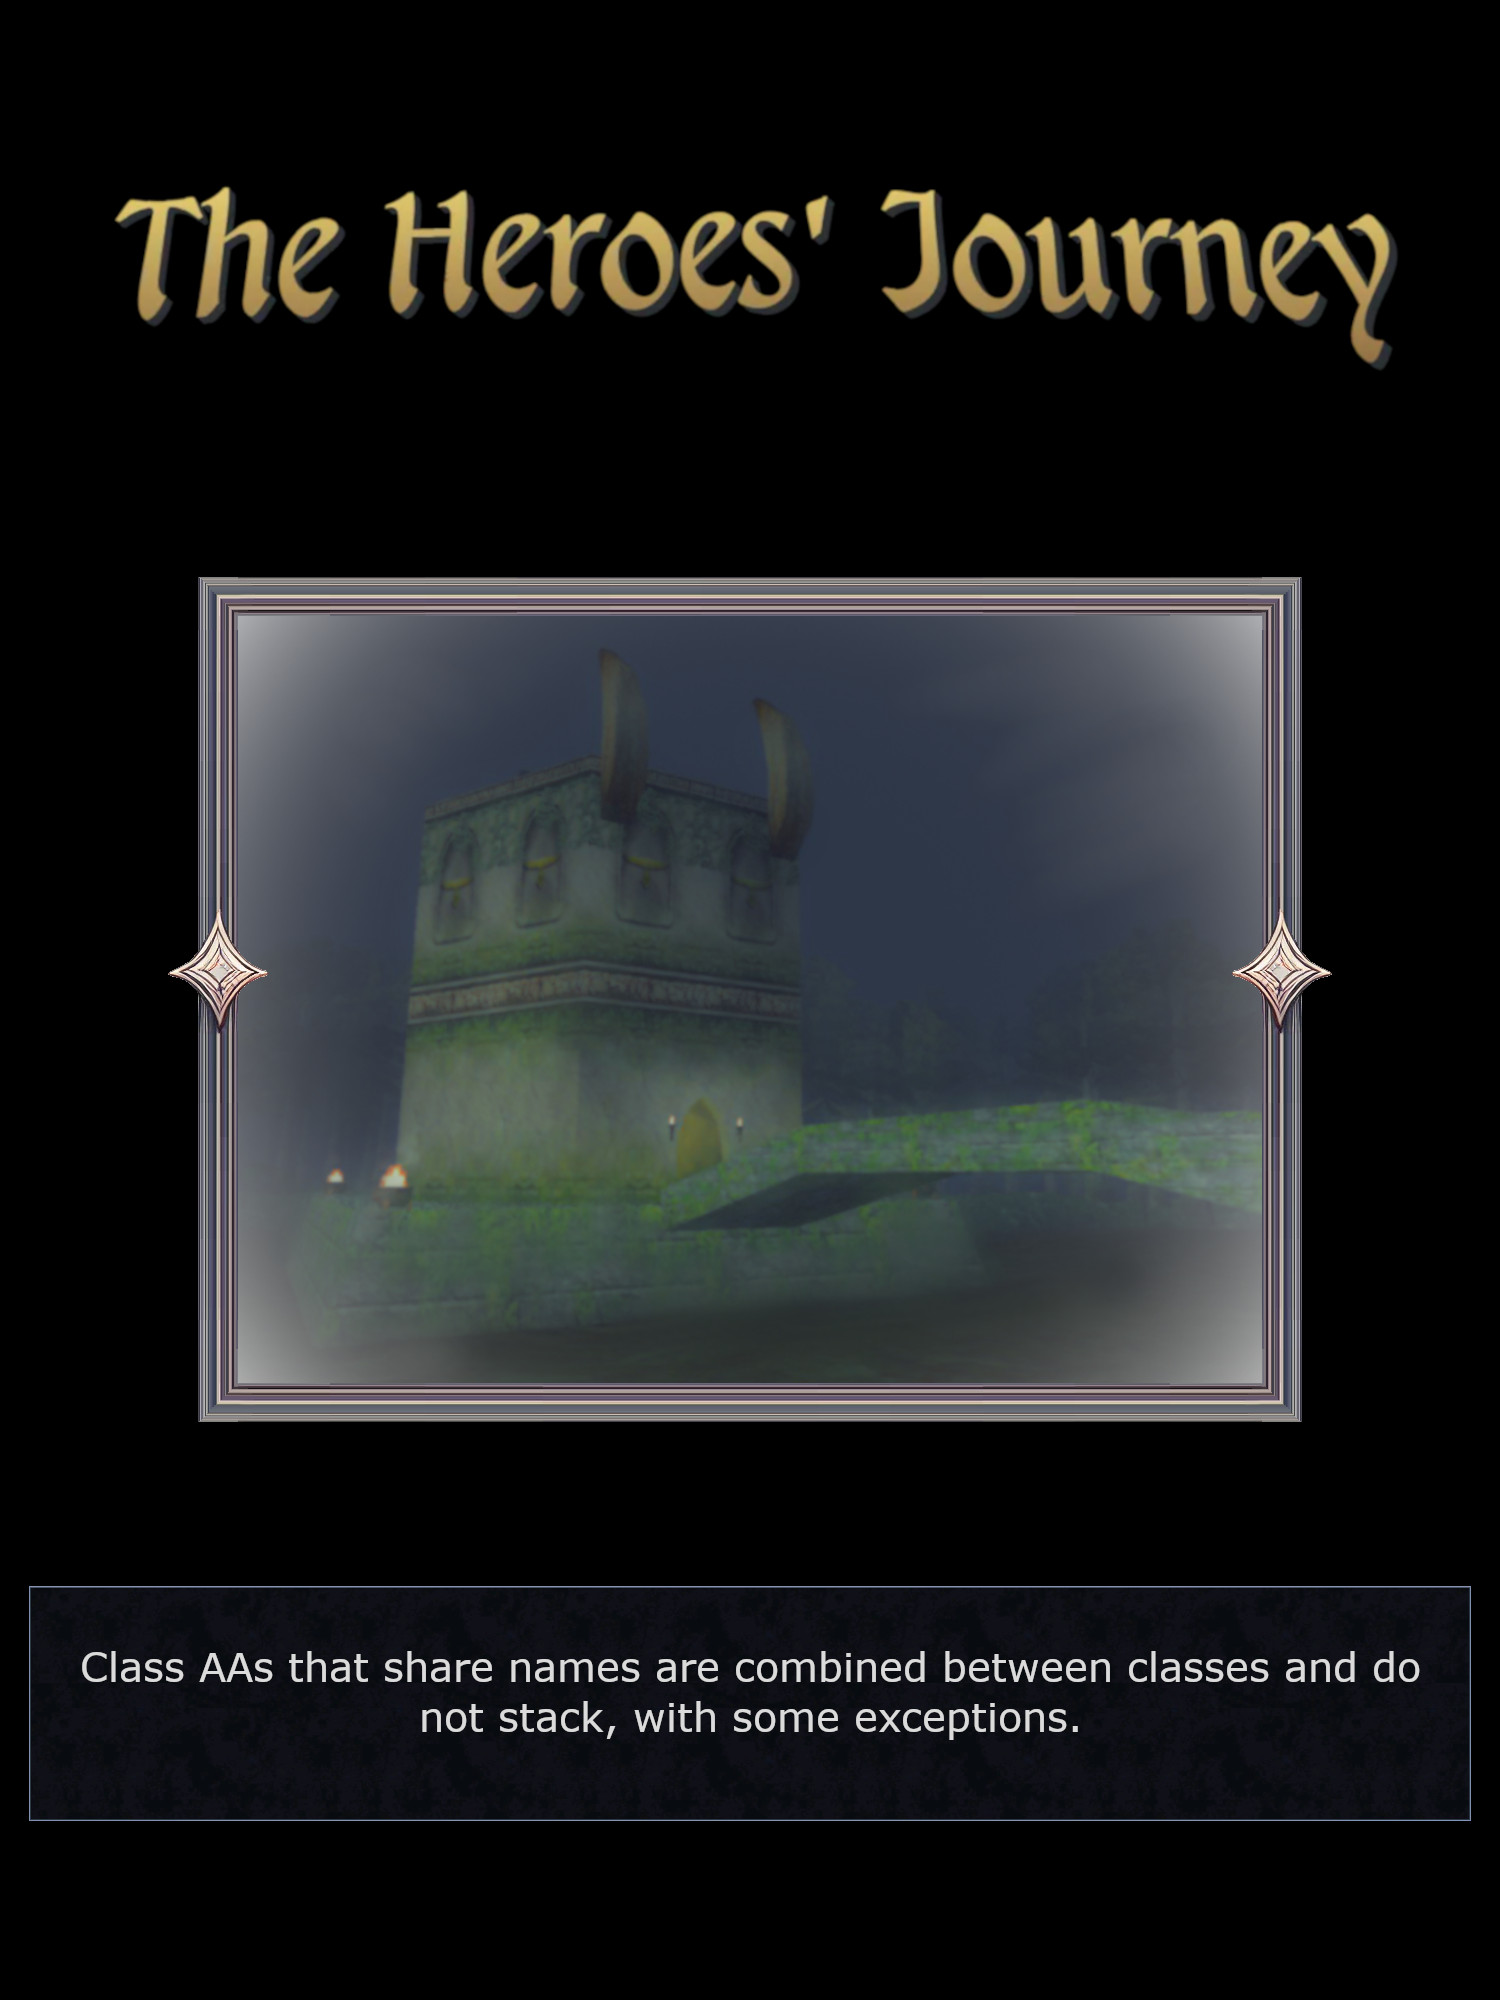 The Heroes' Journey
Class AAs that share names are combined between classes and do
not stack, with some exceptions.